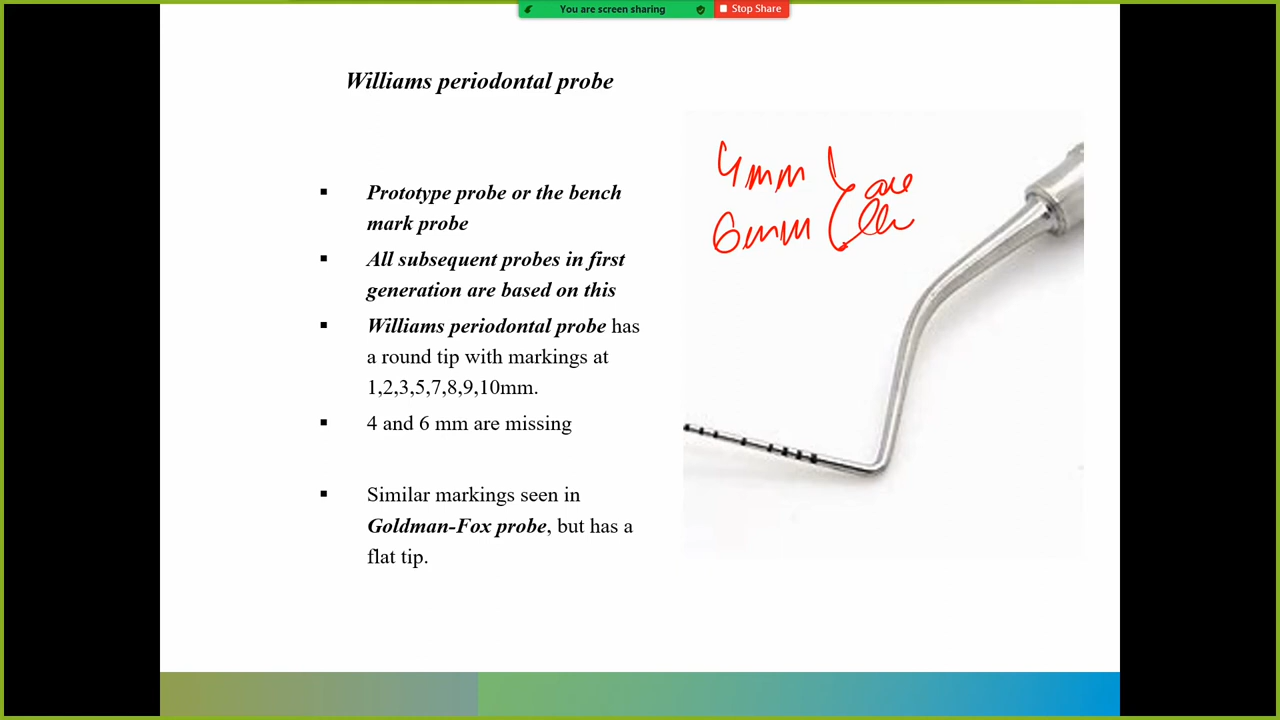 You are screen sharing
Stop Share
Williams periodontal probe
▪ Prototype probe or the bench
mark probe
▪ All subsequent probes in first
generation are based on this
▪ Williams periodontal probe has
a round tip with markings at
1,2,3,5,7,8,9,10mm.
▪ 4 and 6 mm are missing
▪ Similar markings seen in
Goldman-Fox probe, but has a
flat tip.
4mm are
6mm